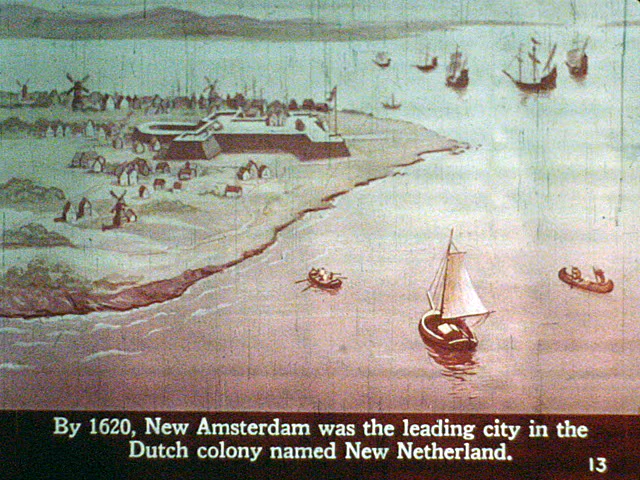 By 1620, New Amsterdam was the leading city in the
Dutch colony named New Netherland.
13